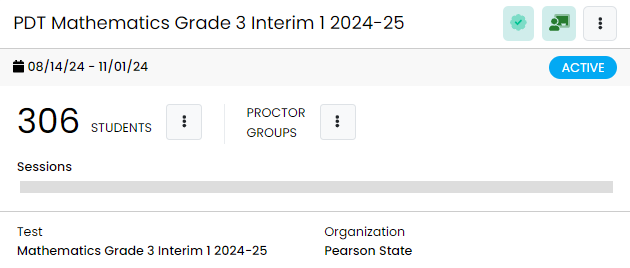 PDT Mathematics Grade 3 Interim 1 2024-25
08/14/24 - 11/01/24
ACTIVE
306 STUDENTS
PROCTOR
GROUPS
Sessions
Test
Mathematics Grade 3 Interim 1 2024-25
Organization
Pearson State